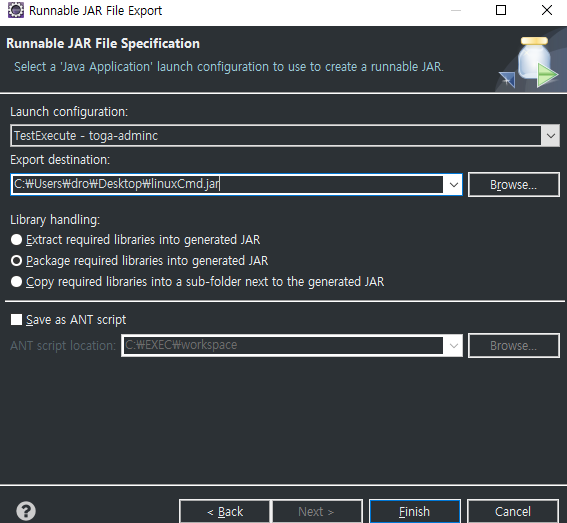 Runnable JAR File Export
Runnable JAR File Specification
Select a 'Java Application' launch configuration to use to create a runnable JAR.
Launch configuration:
TestExecute - toga-adminc
Export destination:
C:₩Users₩dro₩Desktop₩linuxCmd.jar
Browse...
Library handling:
Extract required libraries into generated JAR
Package required libraries into generated JAR
Copy required libraries into a sub-folder next to the generated JAR
Save as ANT script
ANT script location:
C:₩EXEC₩workspace
Browse...
?
< Back
Next >
Finish
Cancel